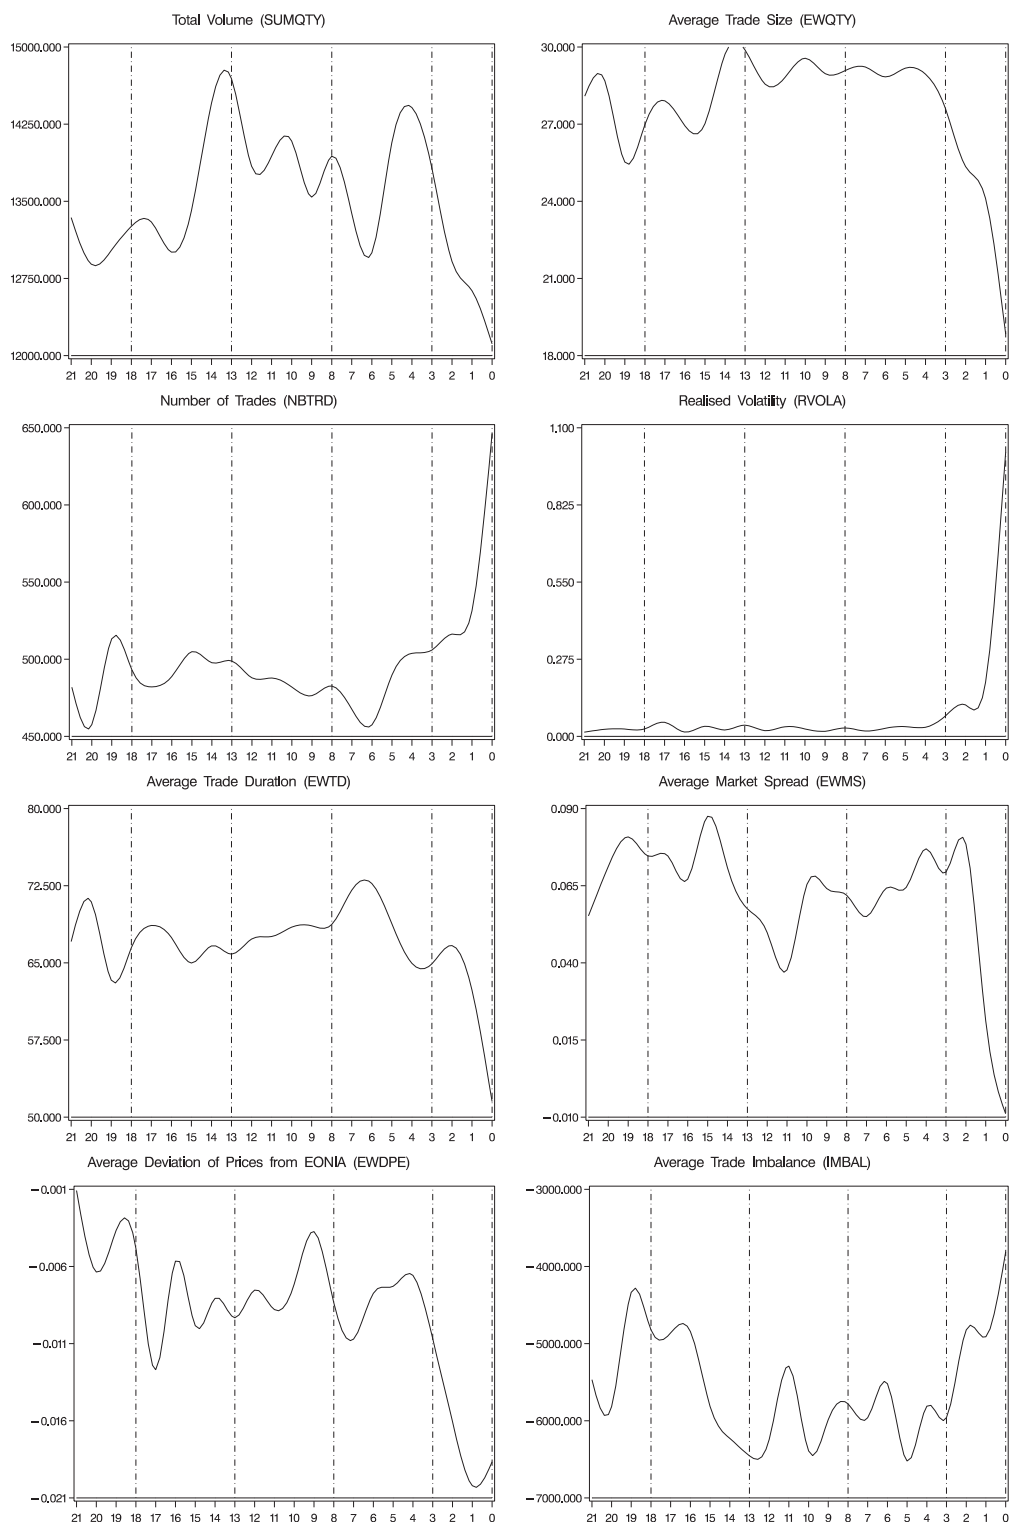 Total Volume (SUMQTY)
15000.000
14250.000
13500.000
12750.000
12000.000
21 20 19 18 17 16 15 14 13 12 11 10 9 8 7 6 5 4 3 2 1 0
Average Trade Size (EWQTY)
30.000
27.000
24.000
21.000
18.000
21 20 19 18 17 16 15 14 13 12 11 10 9 8 7 6 5 4 3 2 1 0
Number of Trades (NBTRD)
650.000
600.000
550.000
500.000
450.000
21 20 19 18 17 16 15 14 13 12 11 10 9 8 7 6 5 4 3 2 1 0
Realised Volatility (RVOLA)
1.100
0.825
0.550
0.275
0.000
21 20 19 18 17 16 15 14 13 12 11 10 9 8 7 6 5 4 3 2 1 0
Average Trade Duration (EWTD)
80.000
72.500
65.000
57.500
50.000
21 20 19 18 17 16 15 14 13 12 11 10 9 8 7 6 5 4 3 2 1 0
Average Market Spread (EWMS)
0.090
0.065
0.040
0.015
−0.010
21 20 19 18 17 16 15 14 13 12 11 10 9 8 7 6 5 4 3 2 1 0
Average Deviation of Prices from EONIA (EWDPE)
−0.001
−0.006
−0.011
−0.016
−0.021
21 20 19 18 17 16 15 14 13 12 11 10 9 8 7 6 5 4 3 2 1 0
Average Trade Imbalance (IMBAL)
−3000.000
−4000.000
−5000.000
−6000.000
−7000.000
21 20 19 18 17 16 15 14 13 12 11 10 9 8 7 6 5 4 3 2 1 0